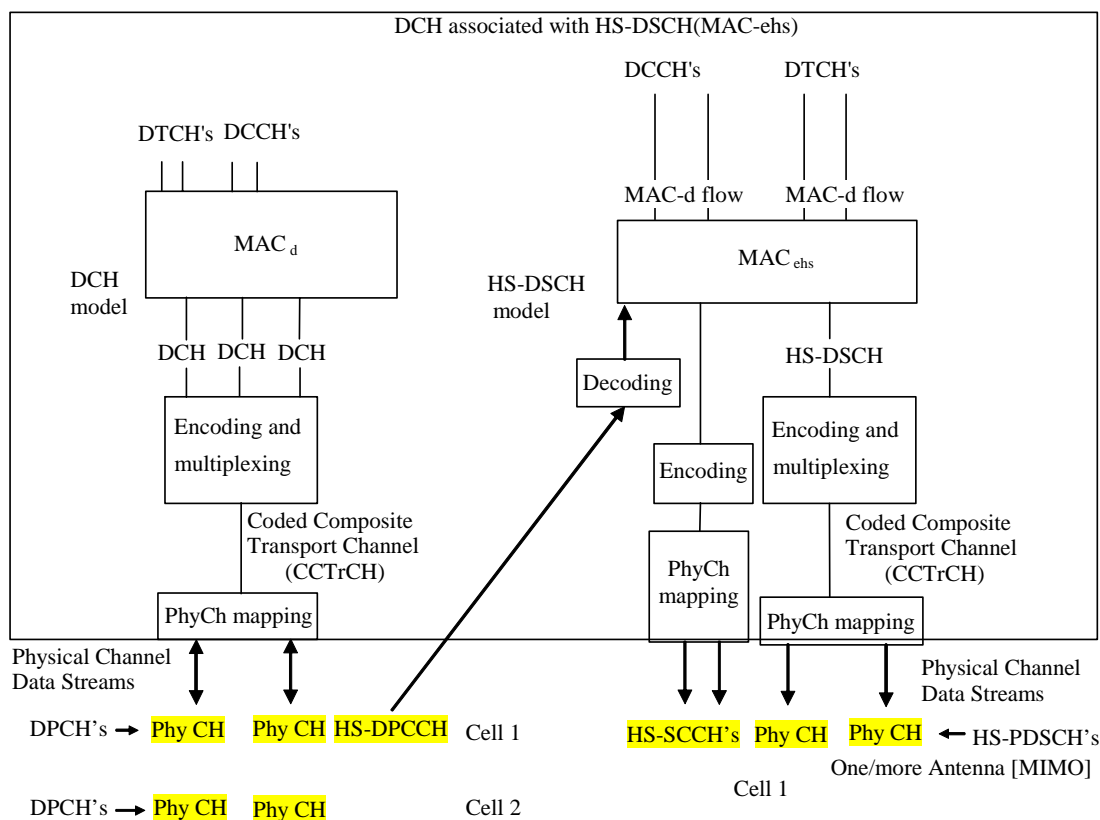 DCH associated with HS-DSCH(MAC-ehs)
DCCH's DTCH's
DTCH's DCCH's
MAC-d flow MAC-d flow
MAC d
MAC ehs
DCH
model
HS-DSCH
model
DCH DCH DCH
HS-DSCH
Decoding
Encoding and
multiplexing
Encoding
Encoding and
multiplexing
Coded Composite
Transport Channel
(CCTrCH)
PhyCh
mapping
Coded Composite
Transport Channel
(CCTrCH)
PhyCh mapping
PhyCh mapping
Physical Channel
Data Streams
Physical Channel
Data Streams
DPCH's Phy CH Phy CH HS-DPCCH Cell 1
HS-SCCH's Phy CH Phy CH HS-PDSCH's
One/more Antenna [MIMO]
Cell 1
DPCH's Phy CH Phy CH Cell 2